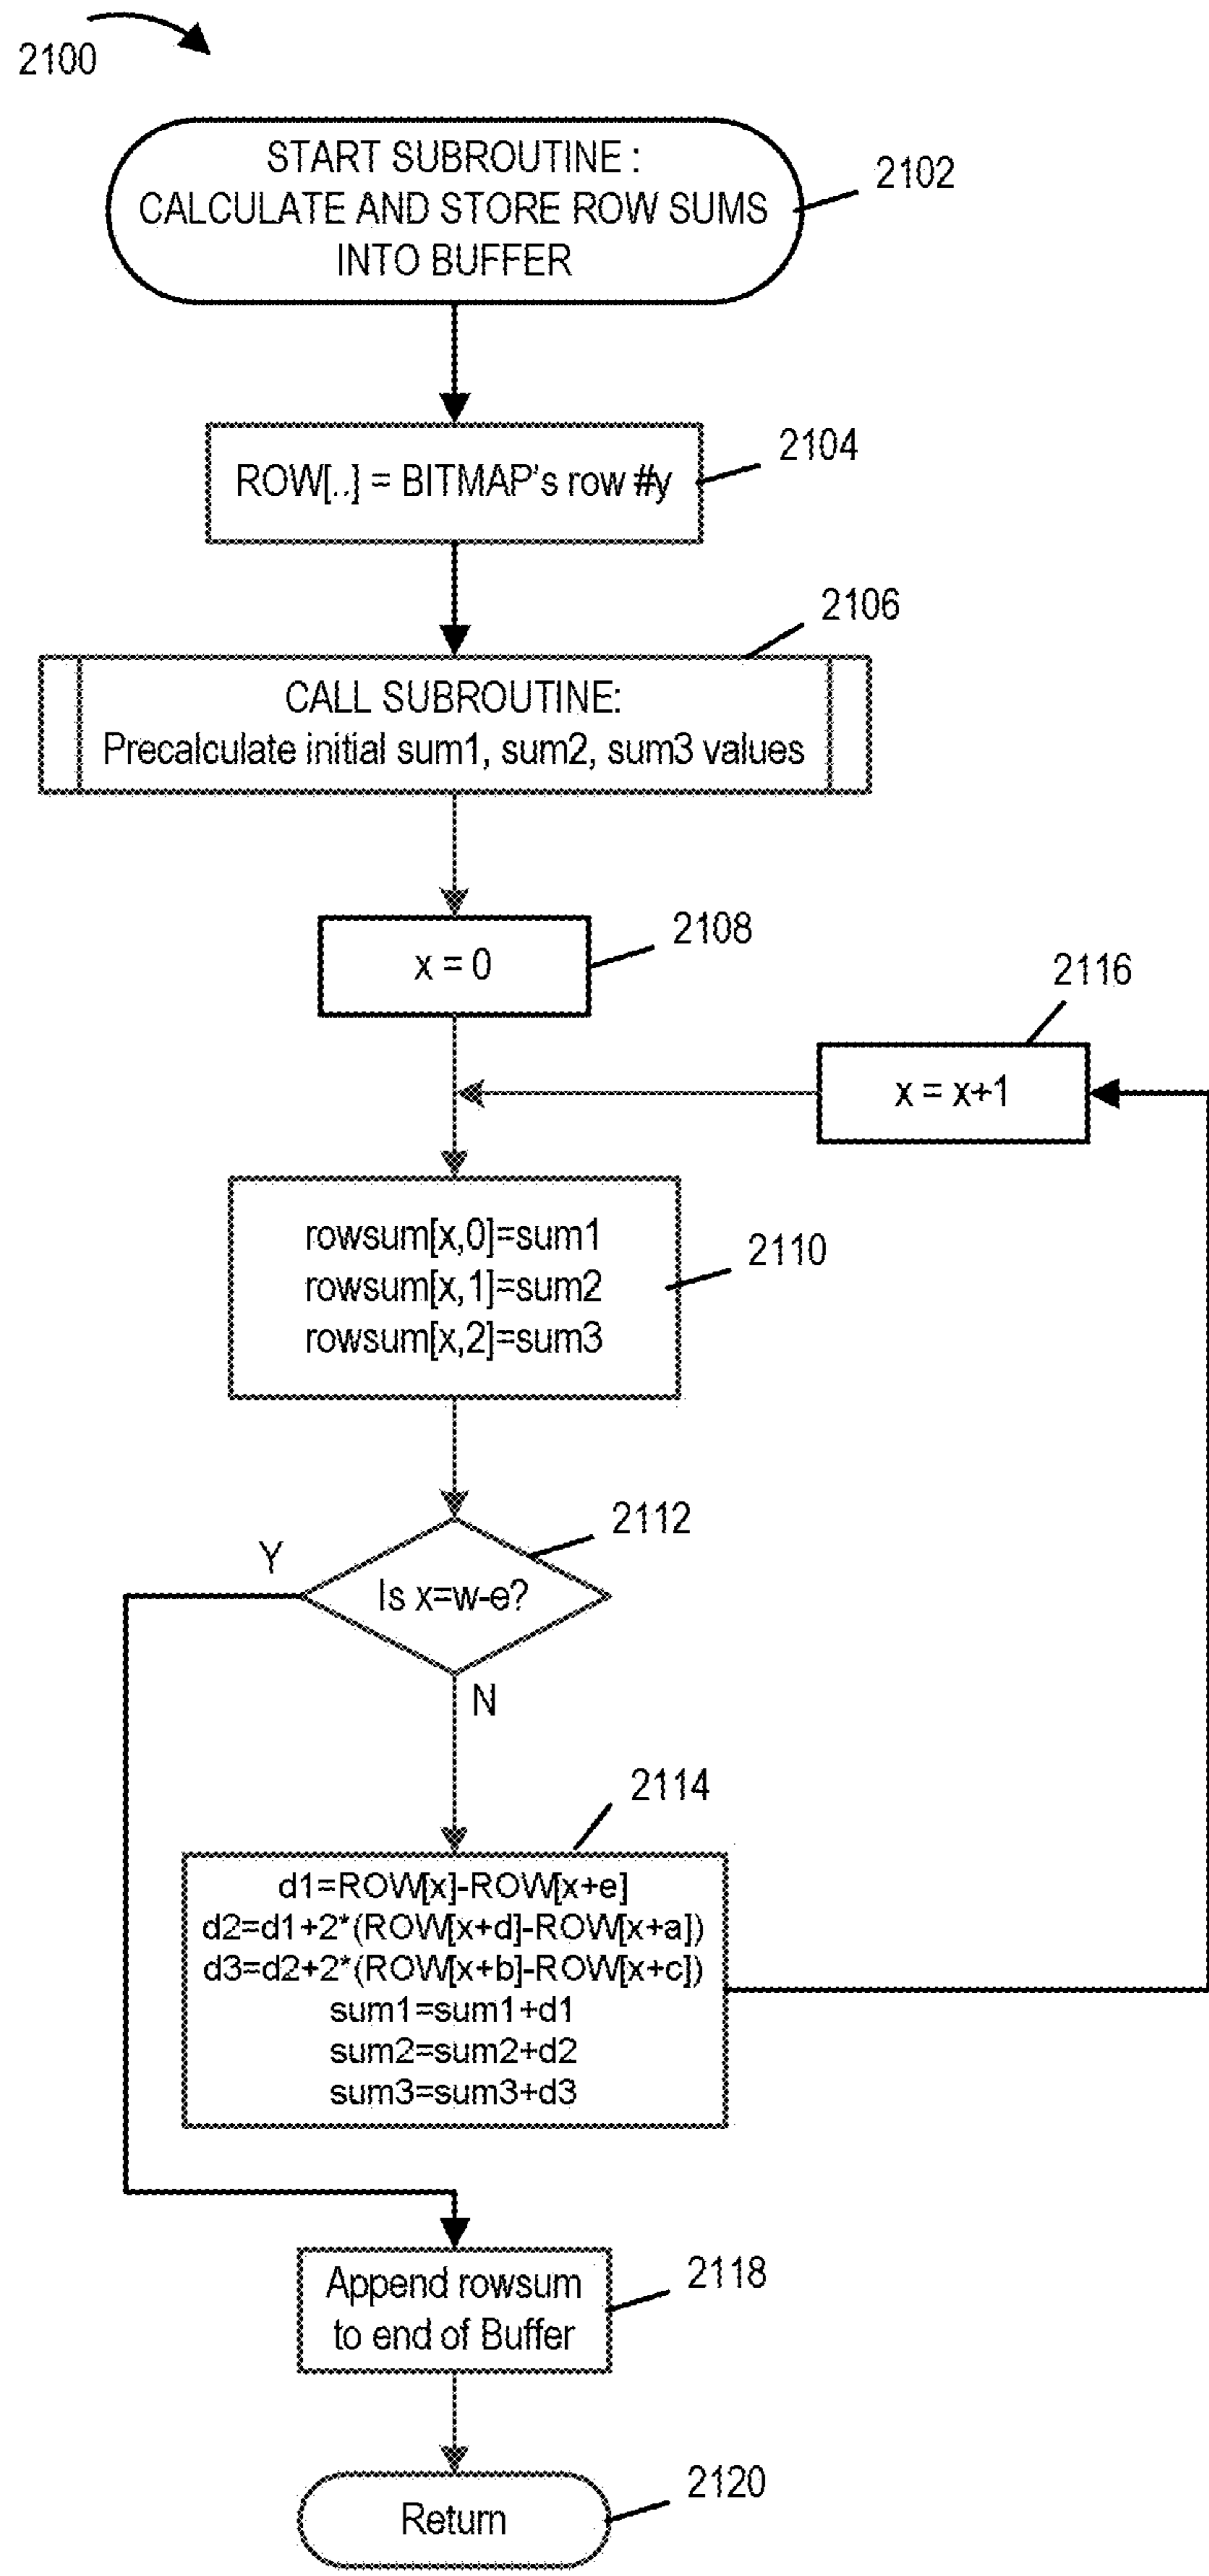 2100
START SUBROUTINE :
CALCULATE AND STORE ROW SUMS
INTO BUFFER
2102
ROW[..] = BITMAP's row #y
2104
2106
CALL SUBROUTINE:
Precalculate initial sum1, sum2, sum3 values
x = 0
2108
2116
x = x+1
rowsum[x,0]=sum1
rowsum[x,1]=sum2
rowsum[x,2]=sum3
2110
2112
Y
Is x=w-e?
N
2114
d1=ROW[x]-ROW[x+e]
d2=d1+2*(ROW[x+d]-ROW[x+a])
d3=d2+2*(ROW[x+b]-ROW[x+c])
sum1=sum1+d1
sum2=sum2+d2
sum3=sum3+d3
Append rowsum
to end of Buffer
2118
Return
2120